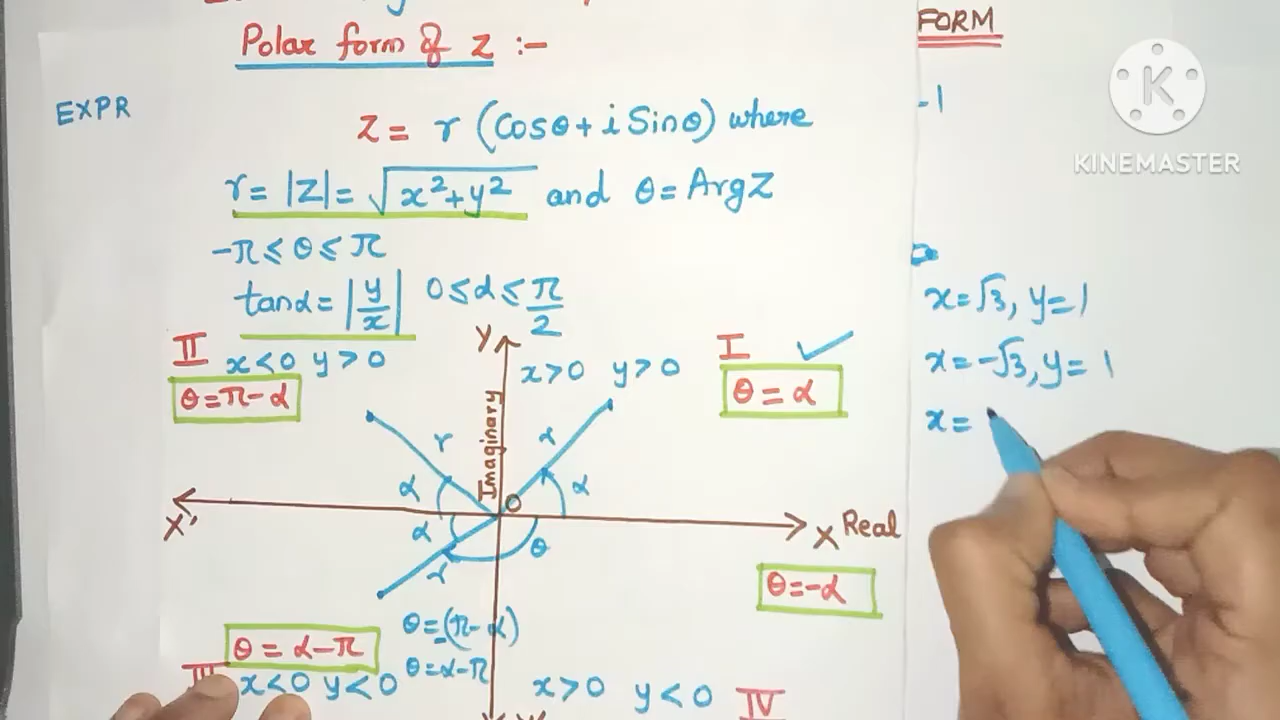 Polar form of z :-
FORM
EXPR
-1
z = r (Cosθ + i Sinθ) where
r = |Z| = √x²+y² and θ = Arg Z
-π ≤ θ ≤ π
tanα = |y/x| 0 ≤ α ≤ π/2
x = √3, y = 1
x = -√3, y = 1
x =
II x < 0 y > 0
θ = π - α
I ✓
x > 0 y > 0
θ = α
Y
Imaginary
r
α
α
α
O
α
θ
r
X'
X Real
θ = -α
θ = α - π
θ = (π - α)
θ = α - π
III x < 0 y < 0
x > 0 y < 0 IV
K
KINEMASTER